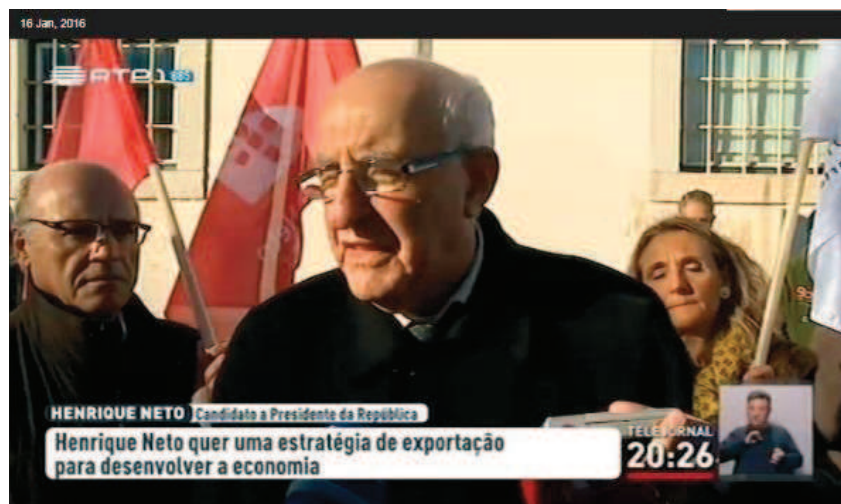 16 Jan, 2016
RTP1
HENRIQUE NETO Candidato a Presidente da República
Henrique Neto quer uma estratégia de exportação
para desenvolver a economia
TELEJORNAL
20:26